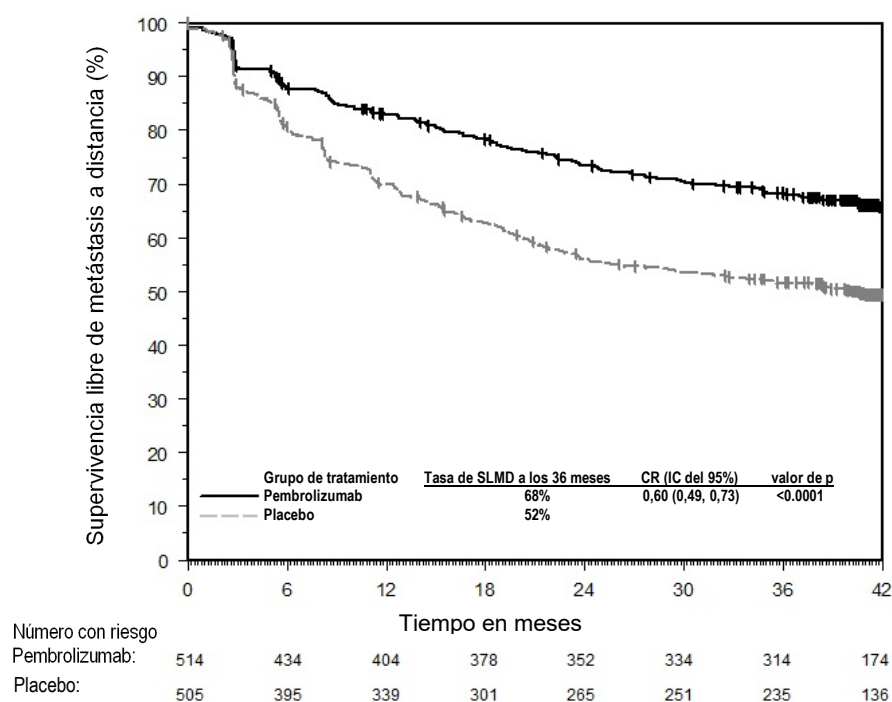 Supervivencia libre de metástasis a distancia (%)
100
90
80
70
60
50
40
30
20
10
0
Grupo de tratamiento Tasa de SLMD a los 36 meses CR (IC del 95%) valor de p
Pembrolizumab 68% 0,60 (0,49, 0,73) <0.0001
Placebo 52%
0 6 12 18 24 30 36 42
Tiempo en meses
Número con riesgo
Pembrolizumab: 514 434 404 378 352 334 314 174
Placebo: 505 395 339 301 265 251 235 136